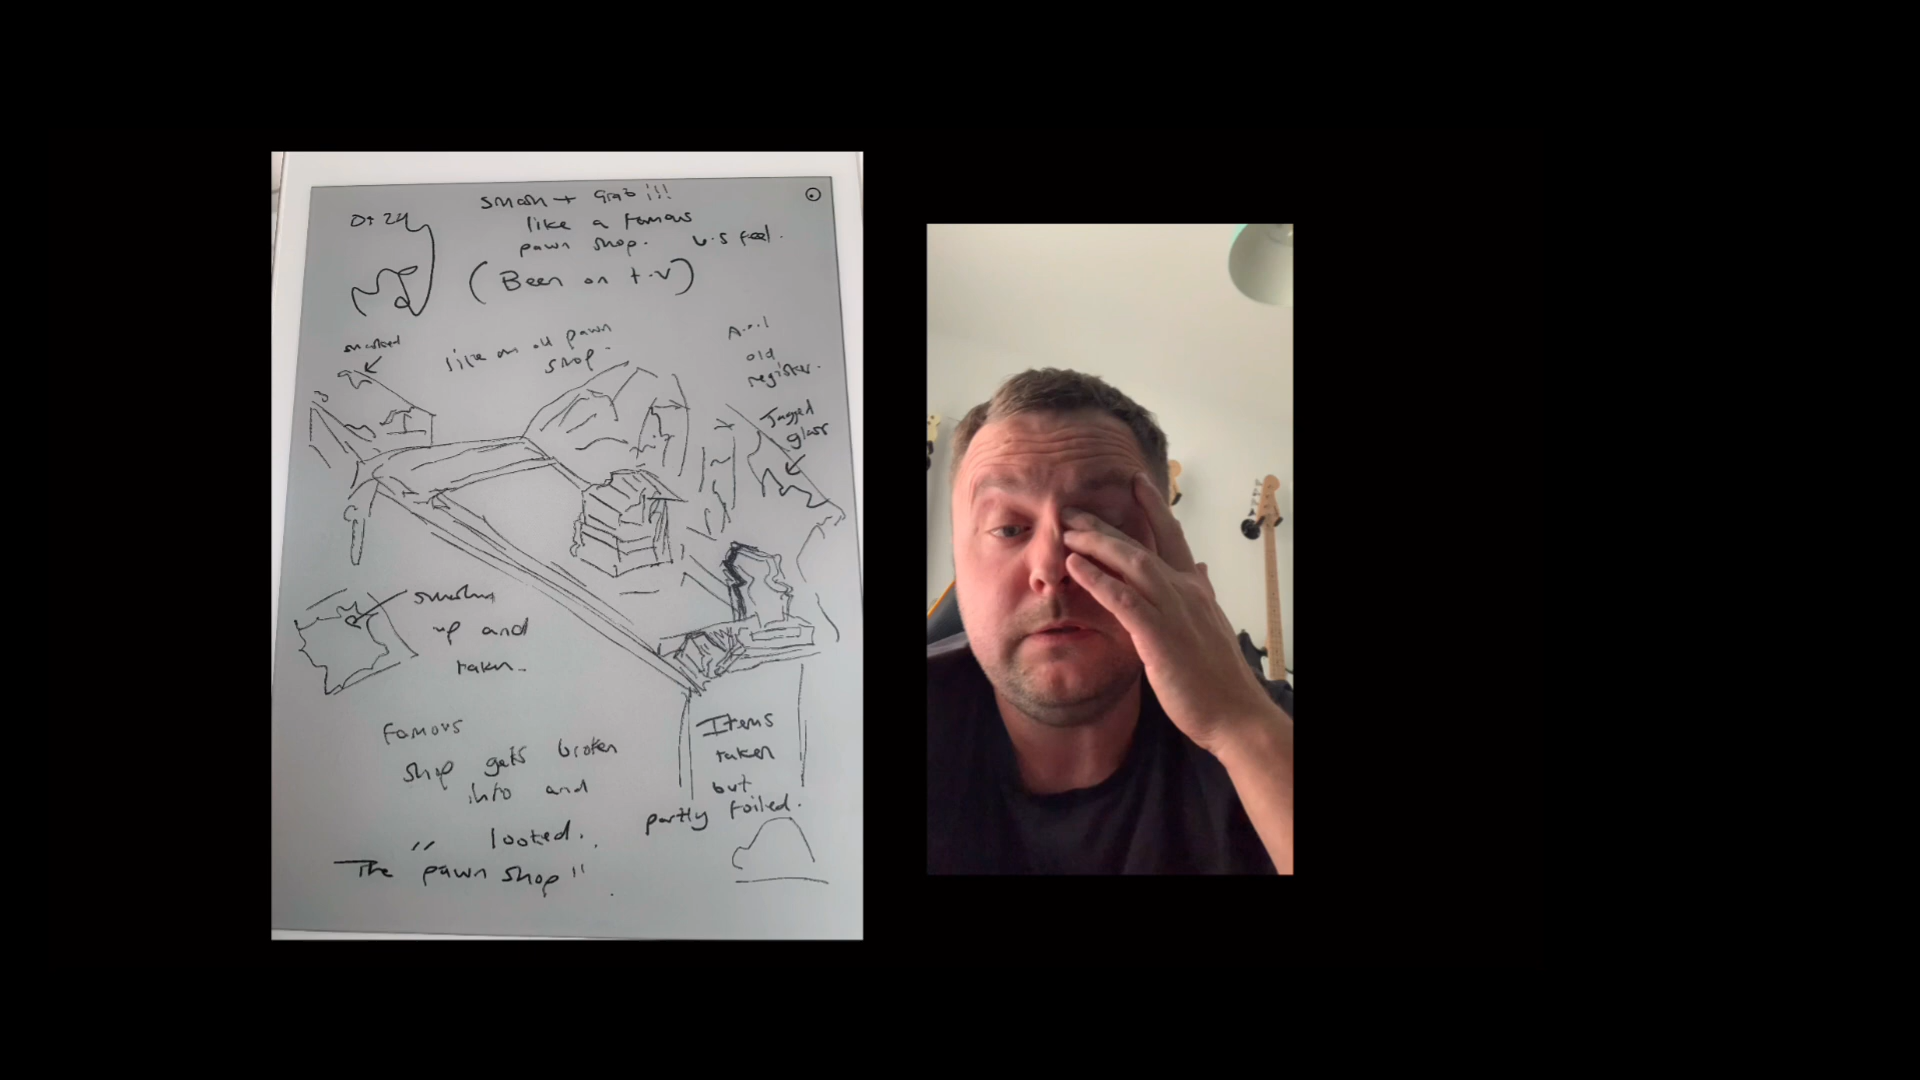 smash + Grab !!!
Dt 24
like a famous
pawn shop. U.S feel.
(Been on t.v)
smashed
like an old pawn
shop.
old
register.
Jagged
glass
smashed
up and
taken.
Famous
shop gets broken
into and
looted.
The "pawn shop"
Items
taken
but
partly foiled.